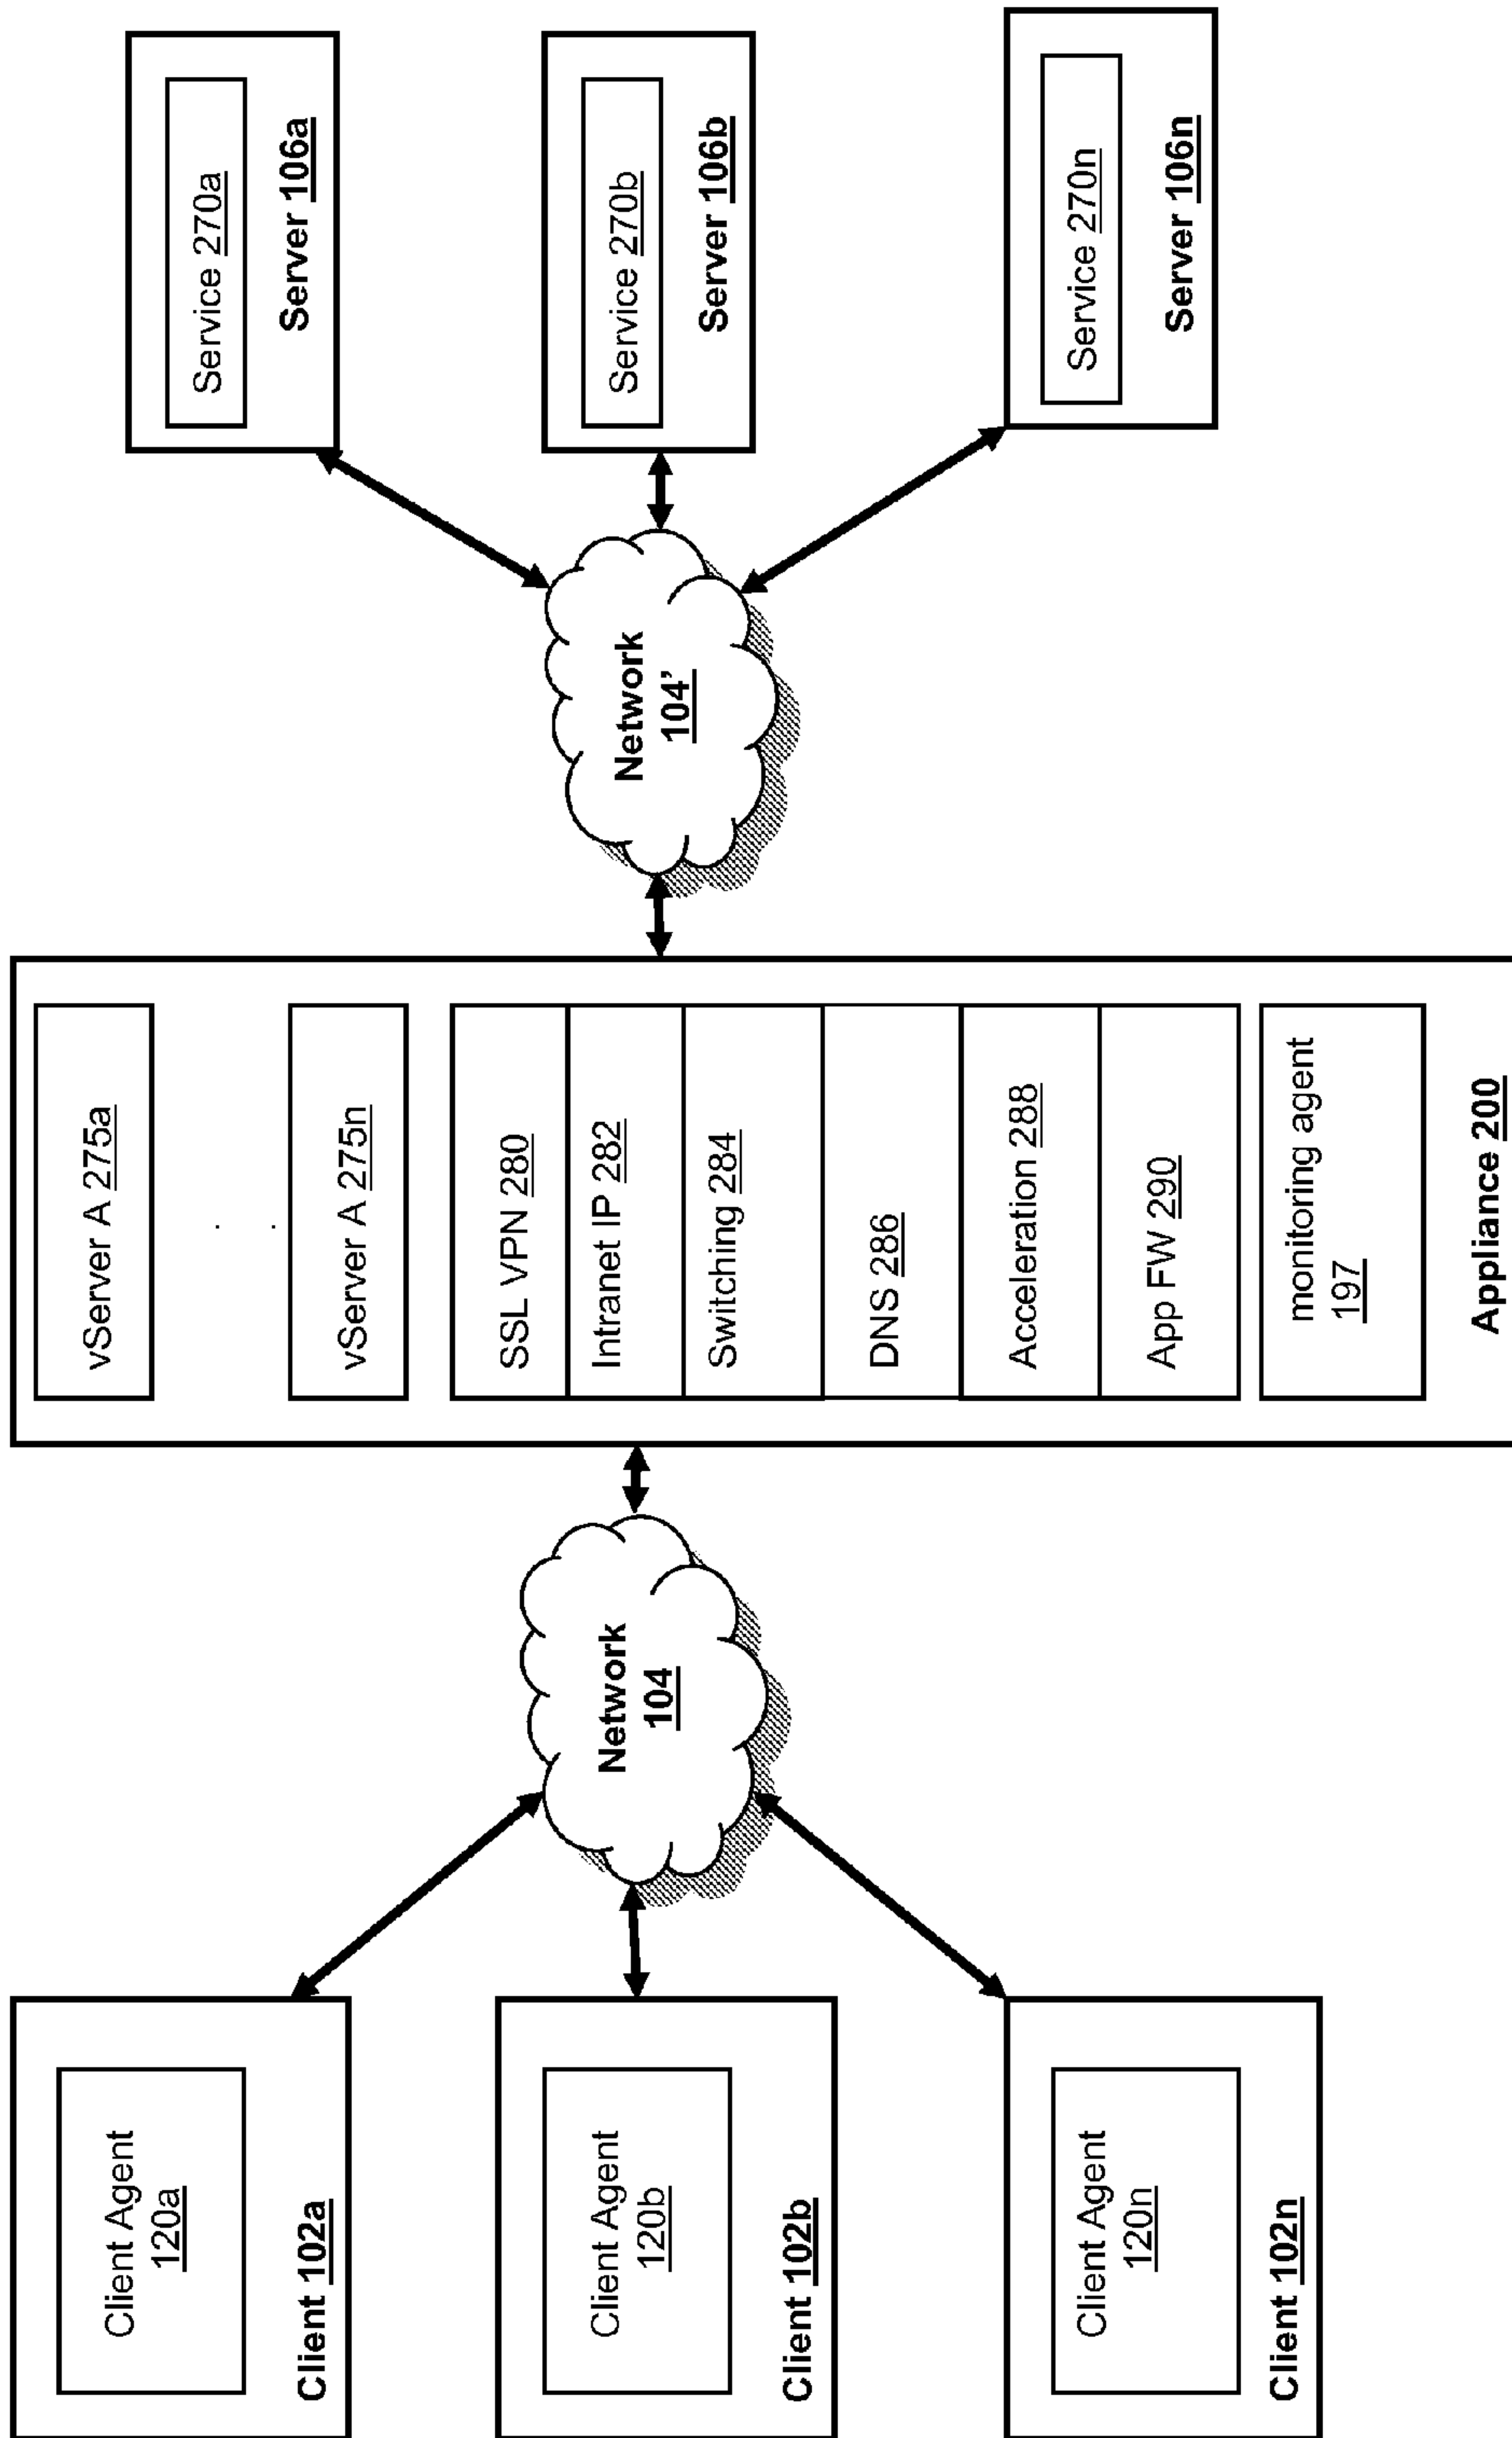 Client Agent
120a
Client 102a
Client Agent
120b
Client 102b
Client Agent
120n
Client 102n
Network
104
vServer A 275a
vServer A 275n
SSL VPN 280
Intranet IP 282
Switching 284
DNS 286
Acceleration 288
App FW 290
monitoring agent
197
Appliance 200
Network
104’
Service 270a
Server 106a
Service 270b
Server 106b
Service 270n
Server 106n